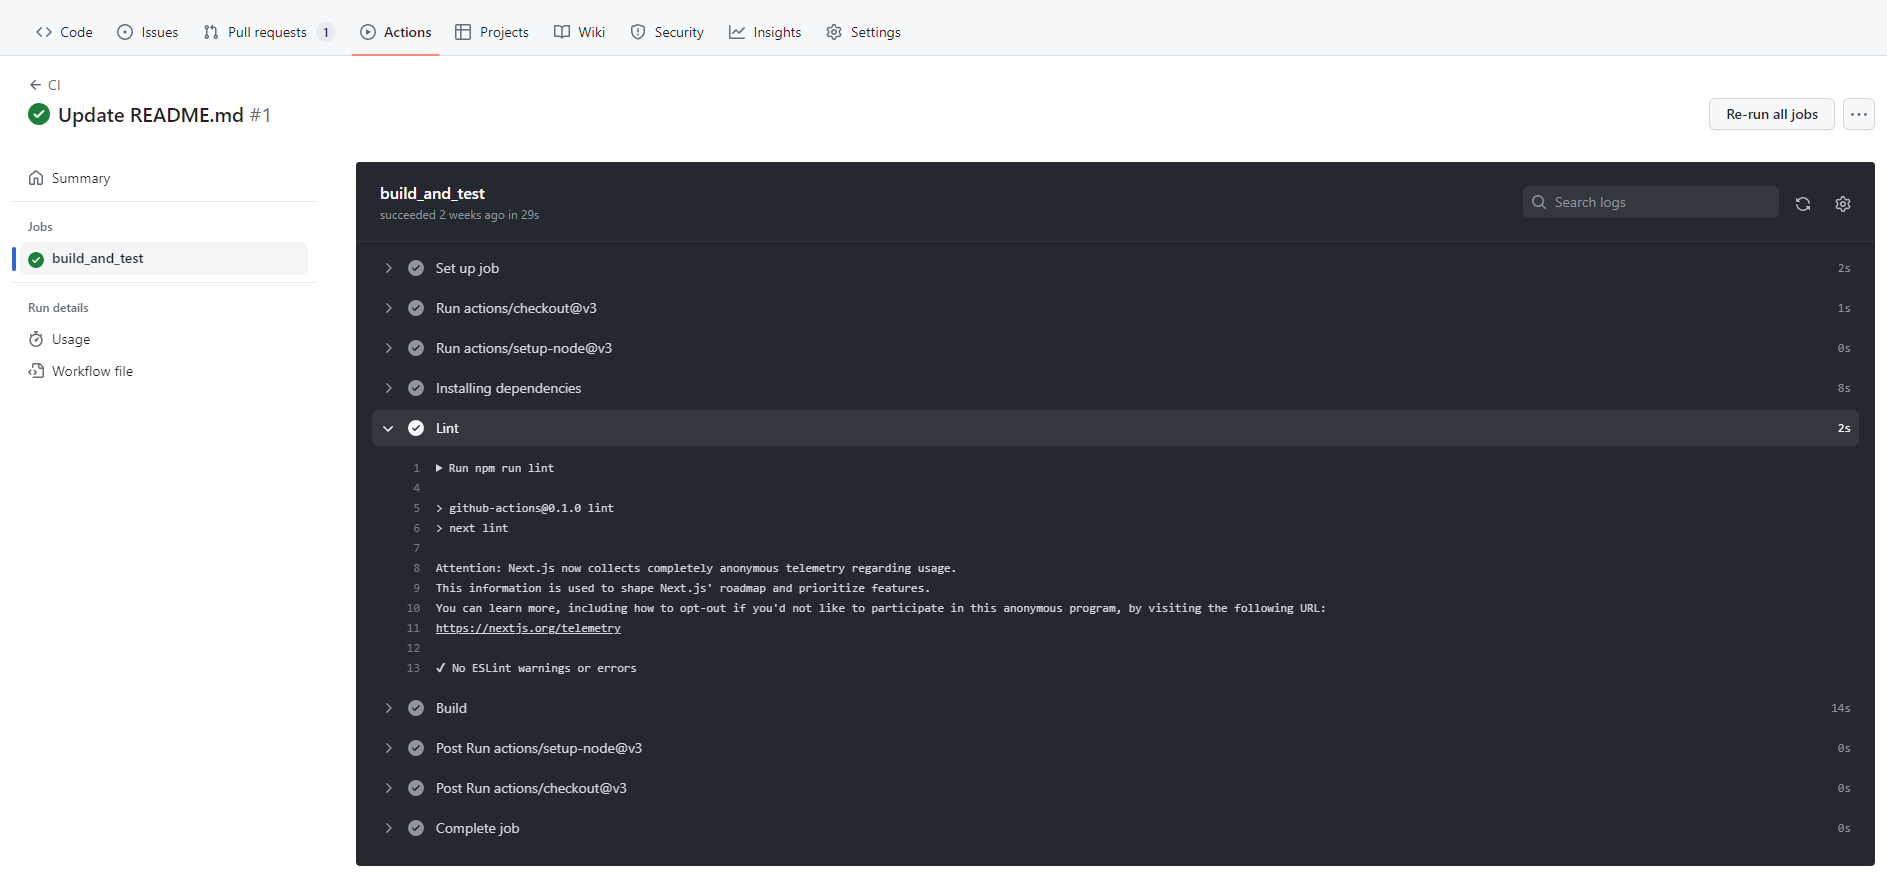 Code Issues Pull requests 1 Actions Projects Wiki Security Insights Settings
CI
Update README.md #1
Re-run all jobs
Summary
Jobs
build_and_test
Run details
Usage
Workflow file
build_and_test
succeeded 2 weeks ago in 29s
Search logs
Set up job 2s
Run actions/checkout@v3 1s
Run actions/setup-node@v3 0s
Installing dependencies 8s
Lint 2s
1 Run npm run lint
4
5 > github-actions@0.1.0 lint
6 > next lint
7
8 Attention: Next.js now collects completely anonymous telemetry regarding usage.
9 This information is used to shape Next.js' roadmap and prioritize features.
10 You can learn more, including how to opt-out if you'd not like to participate in this anonymous program, by visiting the following URL:
11 https://nextjs.org/telemetry
12
13 ✔ No ESLint warnings or errors
Build 14s
Post Run actions/setup-node@v3 0s
Post Run actions/checkout@v3 0s
Complete job 0s